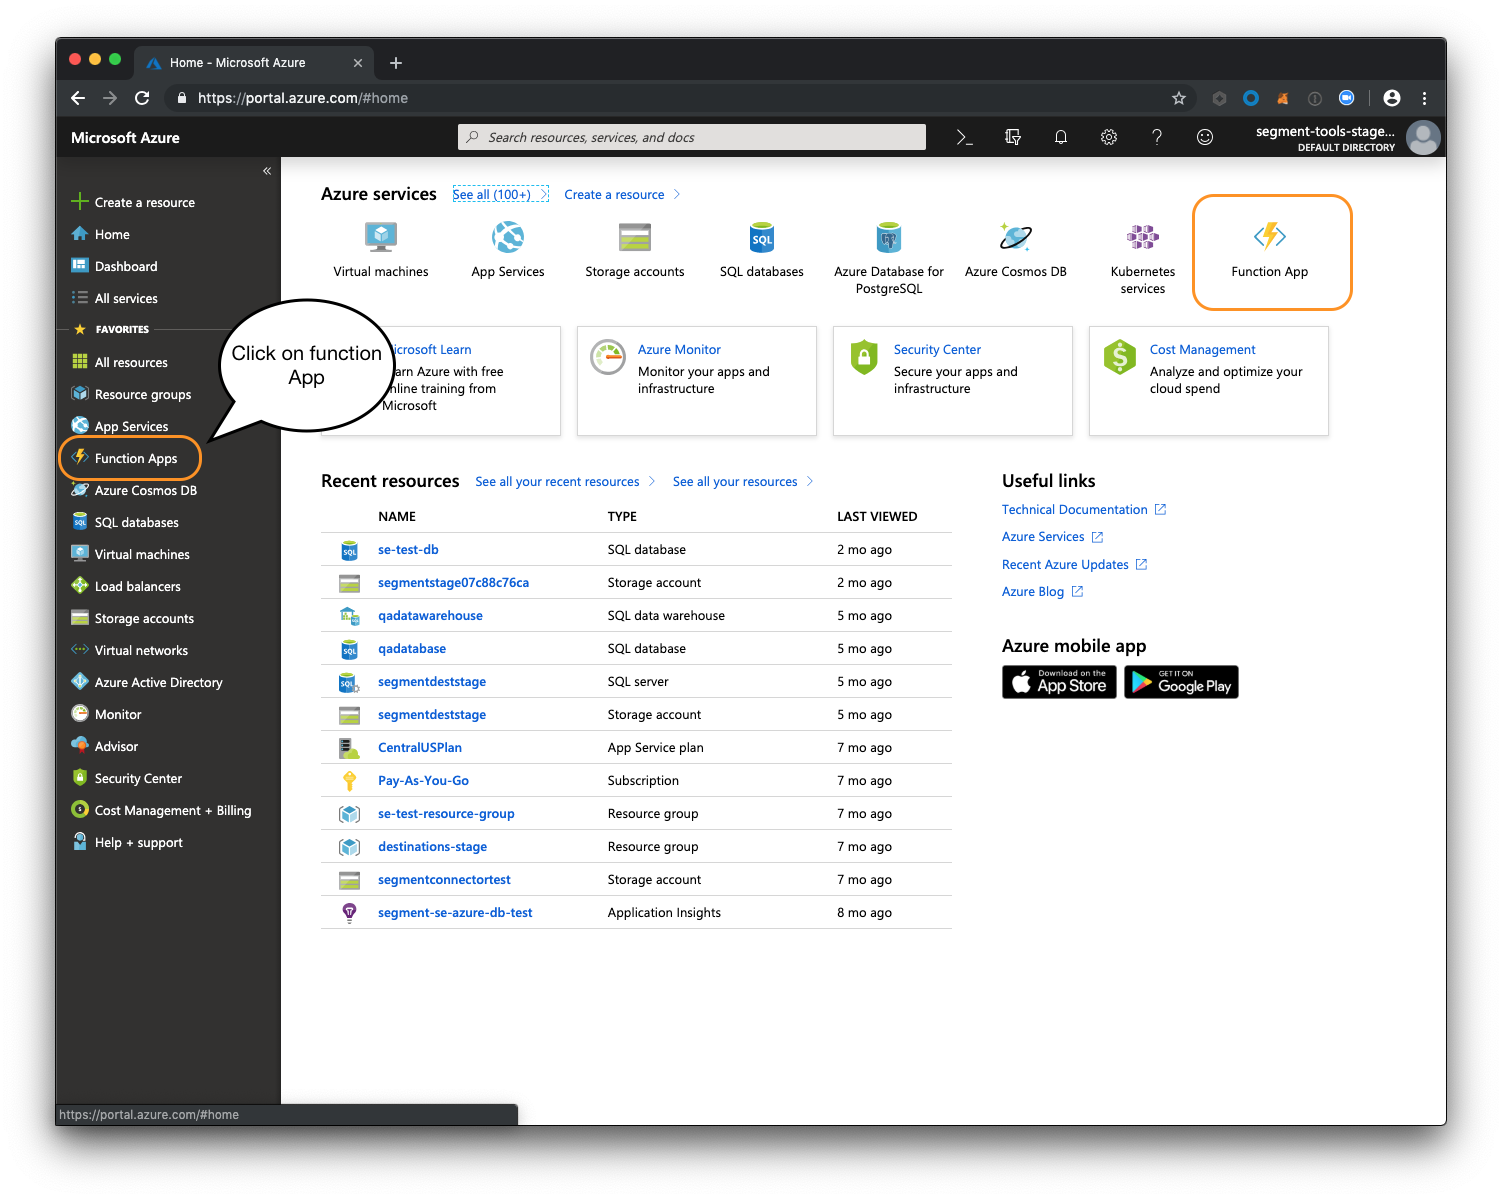 Home - Microsoft Azure
https://portal.azure.com/#home
Microsoft Azure
Search resources, services, and docs
segment-tools-stage...
DEFAULT DIRECTORY
Create a resource
Home
Dashboard
All services
FAVORITES
All resources
Resource groups
App Services
Function Apps
Azure Cosmos DB
SQL databases
Virtual machines
Load balancers
Storage accounts
Virtual networks
Azure Active Directory
Monitor
Advisor
Security Center
Cost Management + Billing
Help + support
Click on function
App
Azure services See all (100+) Create a resource
Virtual machines
App Services
Storage accounts
SQL
SQL databases
Azure Database for
PostgreSQL
Azure Cosmos DB
Kubernetes
services
Function App
icrosoft Learn
arn Azure with free
nline training from
Microsoft
Azure Monitor
Monitor your apps and
infrastructure
Security Center
Secure your apps and
infrastructure
Cost Management
Analyze and optimize your
cloud spend
Recent resources See all your recent resources See all your resources
NAME TYPE LAST VIEWED
SQL se-test-db SQL database 2 mo ago
segmentstage07c88c76ca Storage account 2 mo ago
qadatawarehouse SQL data warehouse 5 mo ago
SQL qadatabase SQL database 5 mo ago
SQL segmentdeststage SQL server 5 mo ago
segmentdeststage Storage account 5 mo ago
CentralUSPlan App Service plan 7 mo ago
Pay-As-You-Go Subscription 7 mo ago
se-test-resource-group Resource group 7 mo ago
destinations-stage Resource group 7 mo ago
segmentconnectortest Storage account 7 mo ago
segment-se-azure-db-test Application Insights 8 mo ago
Useful links
Technical Documentation
Azure Services
Recent Azure Updates
Azure Blog
Azure mobile app
Download on the
App Store
GET IT ON
Google Play
https://portal.azure.com/#home